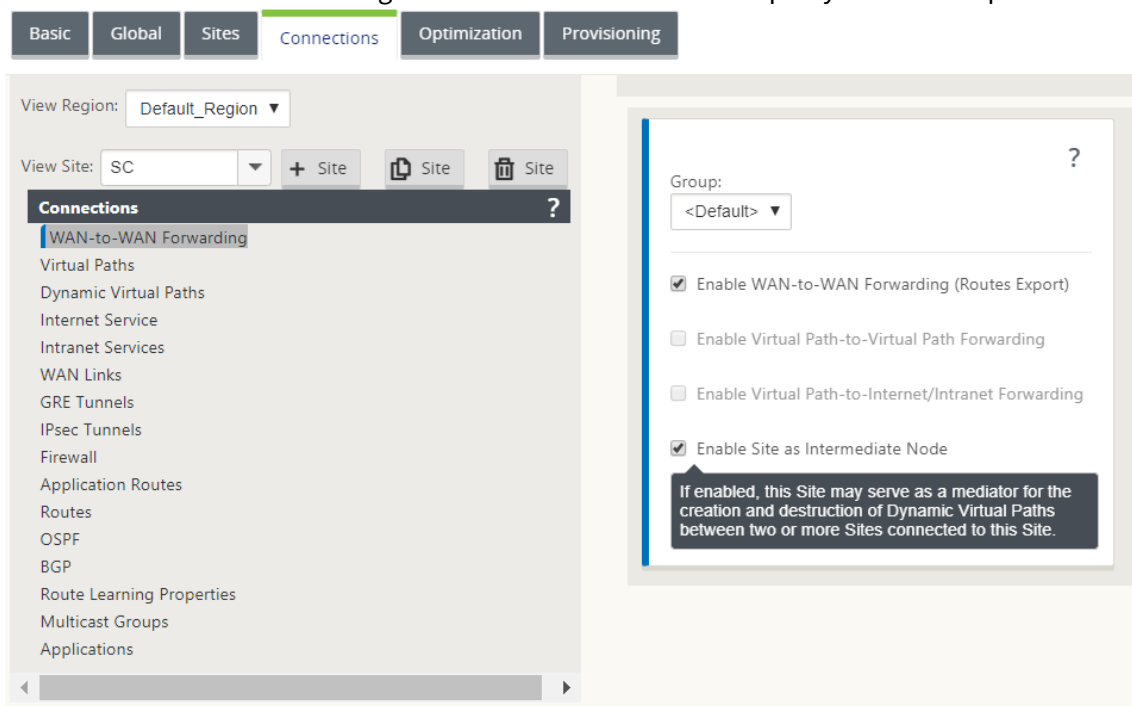 Basic Global Sites Connections Optimization Provisioning
View Region: Default_Region
View Site: SC + Site Site Site
Connections ?
WAN-to-WAN Forwarding
Virtual Paths
Dynamic Virtual Paths
Internet Service
Intranet Services
WAN Links
GRE Tunnels
IPsec Tunnels
Firewall
Application Routes
Routes
OSPF
BGP
Route Learning Properties
Multicast Groups
Applications
?
Group:
<Default>
Enable WAN-to-WAN Forwarding (Routes Export)
Enable Virtual Path-to-Virtual Path Forwarding
Enable Virtual Path-to-Internet/Intranet Forwarding
Enable Site as Intermediate Node
If enabled, this Site may serve as a mediator for the
creation and destruction of Dynamic Virtual Paths
between two or more Sites connected to this Site.